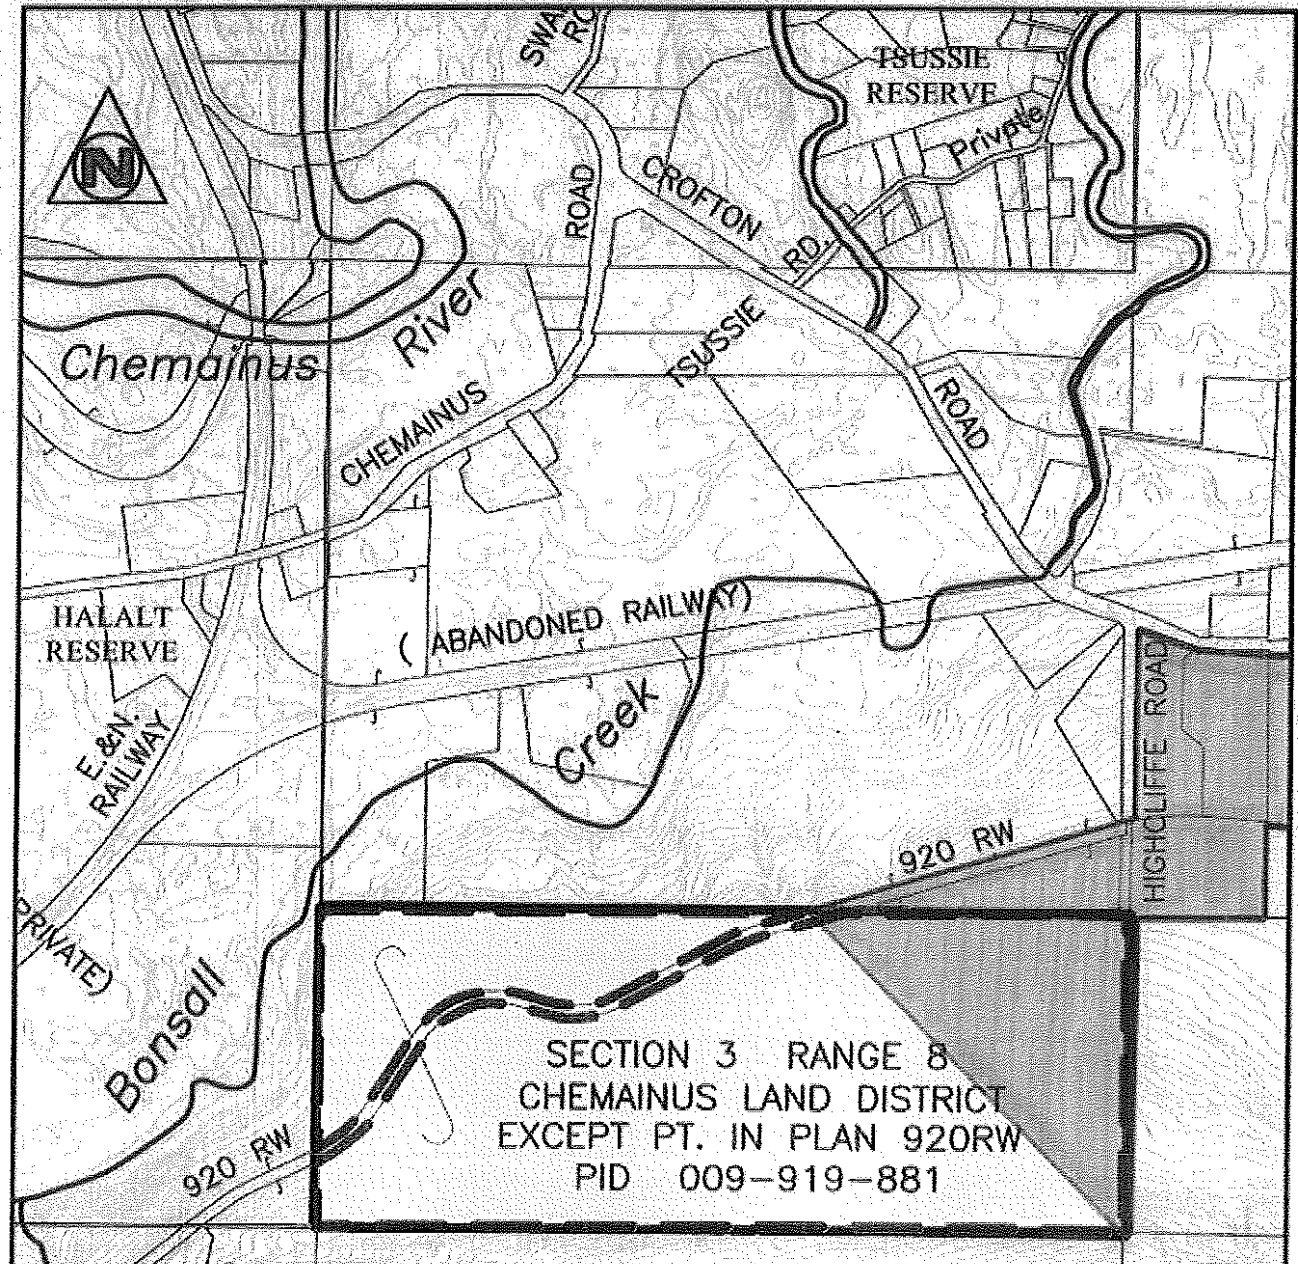 TSUSSIE
RESERVE
Private
N
CROFTON
ROAD
RD.
River
TSUSSIE
Chemainus
CHEMAINUS
ROAD
HALALT
RESERVE
( ABANDONED RAILWAY)
HIGHCLIFFE ROAD
Creek
E.&N.
RAILWAY
920 RW
PRIVATE)
Bonsall
SECTION 3 RANGE 8
CHEMAINUS LAND DISTRICT
EXCEPT PT. IN PLAN 920RW
PID 009-919-881
920 RW